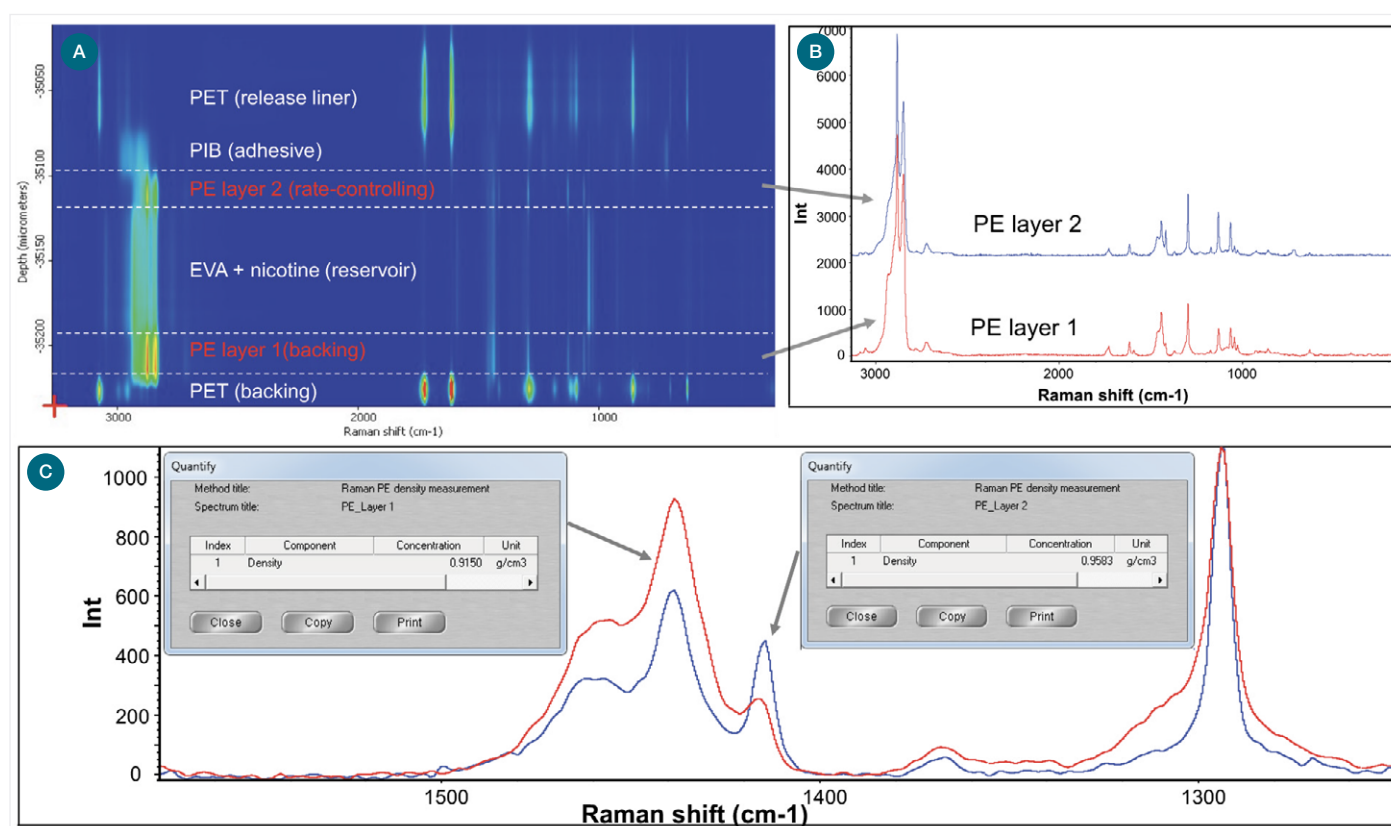 A
PET (release liner)
PIB (adhesive)
PE layer 2 (rate-controlling)
EVA + nicotine (reservoir)
PE layer 1(backing)
PET (backing)
Depth (micrometers)
-35050
-35100
-35150
-35200
3000
2000
1000
Raman shift (cm-1)
B
7000
6000
5000
4000
3000
2000
1000
0
Int
PE layer 2
PE layer 1
3000
2000
1000
Raman shift (cm-1)
C
1000
800
600
400
200
0
Int
Quantify
Method title: Raman PE density measurement
Spectrum title: PE_Layer 1
Index Component Concentration Unit
1 Density 0.9150 g/cm3
Close Copy Print
Quantify
Method title: Raman PE density measurement
Spectrum title: PE_Layer 2
Index Component Concentration Unit
1 Density 0.9583 g/cm3
Close Copy Print
1500
1400
1300
Raman shift (cm-1)